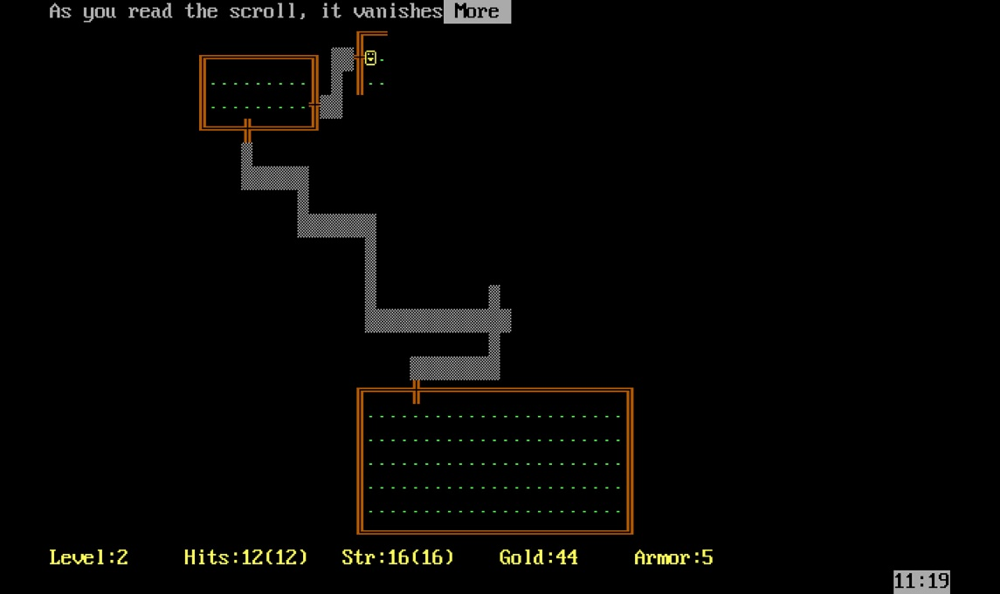 As you read the scroll, it vanishes More
Level:2 Hits:12(12) Str:16(16) Gold:44 Armor:5
11:19